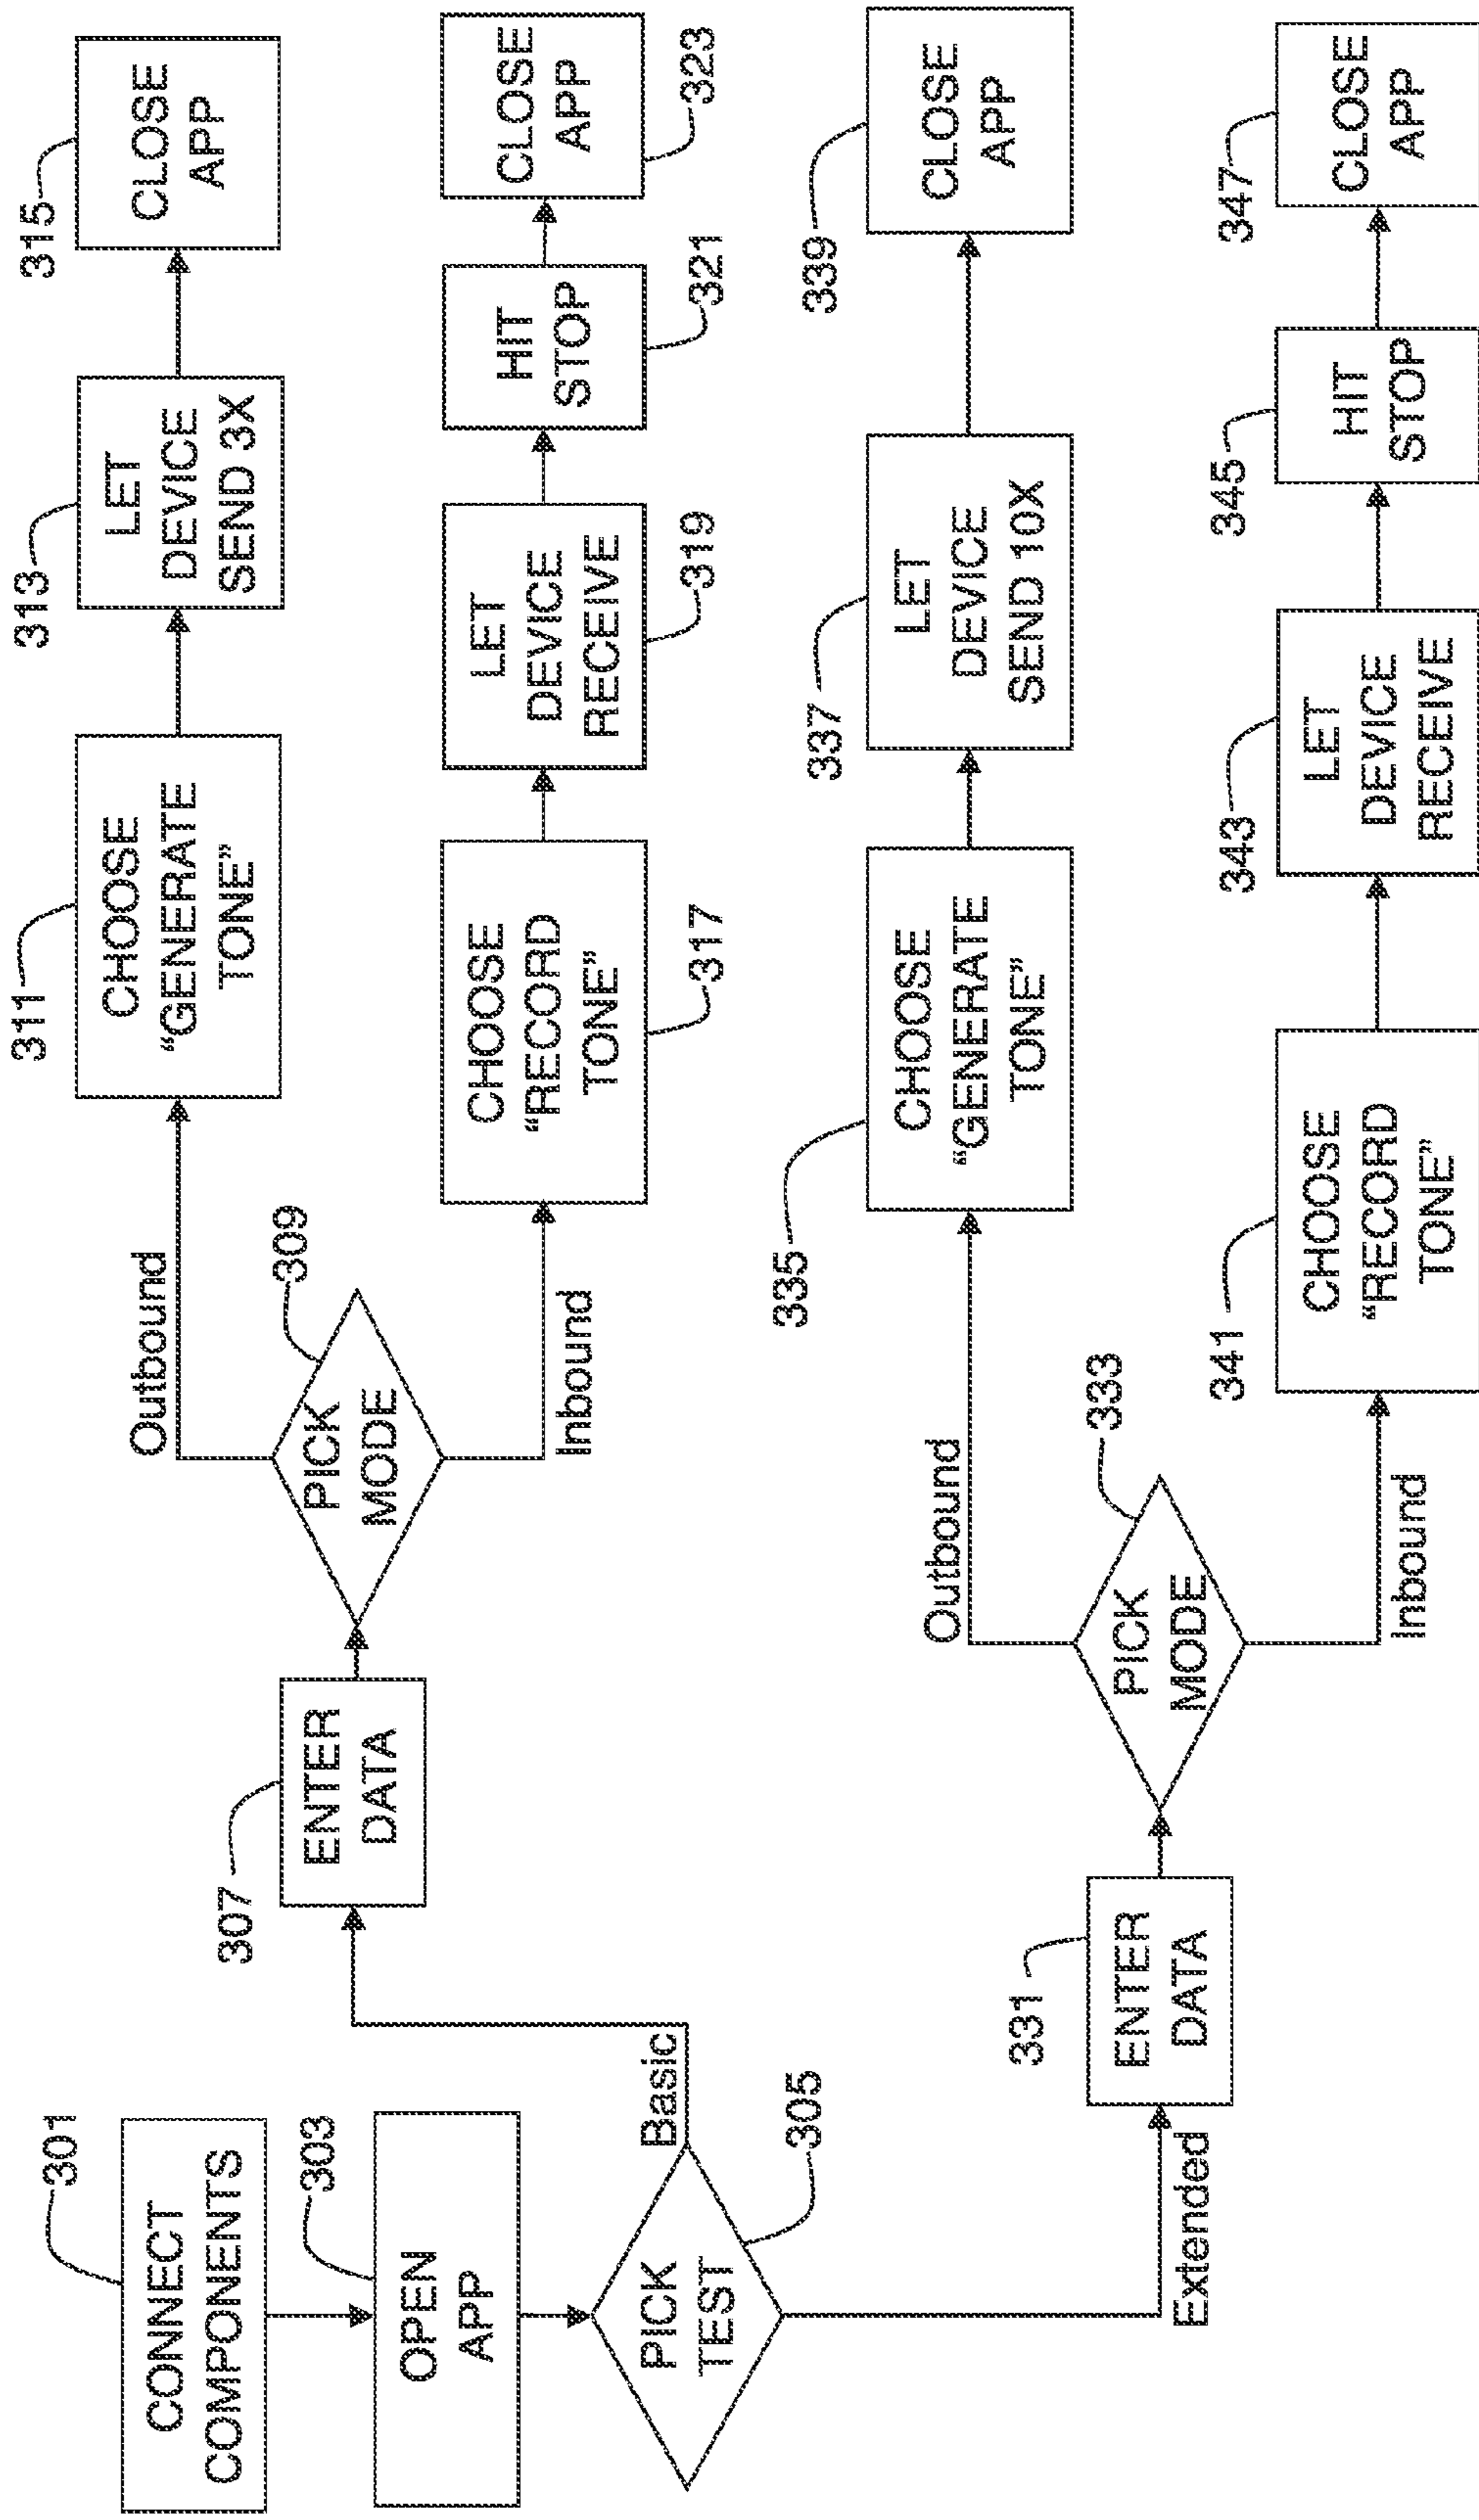 301
CONNECT
COMPONENTS
303
OPEN
APP
305
PICK
TEST
Basic
Extended
307
ENTER
DATA
309
PICK
MODE
Outbound
Inbound
311
CHOOSE
“GENERATE
TONE”
313
LET
DEVICE
SEND 3X
315
CLOSE
APP
317
CHOOSE
“RECORD
TONE”
319
LET
DEVICE
RECEIVE
321
HIT
STOP
323
CLOSE
APP
331
ENTER
DATA
333
PICK
MODE
Outbound
Inbound
335
CHOOSE
“GENERATE
TONE”
337
LET
DEVICE
SEND 10X
339
CLOSE
APP
341
CHOOSE
“RECORD
TONE”
343
LET
DEVICE
RECEIVE
345
HIT
STOP
347
CLOSE
APP